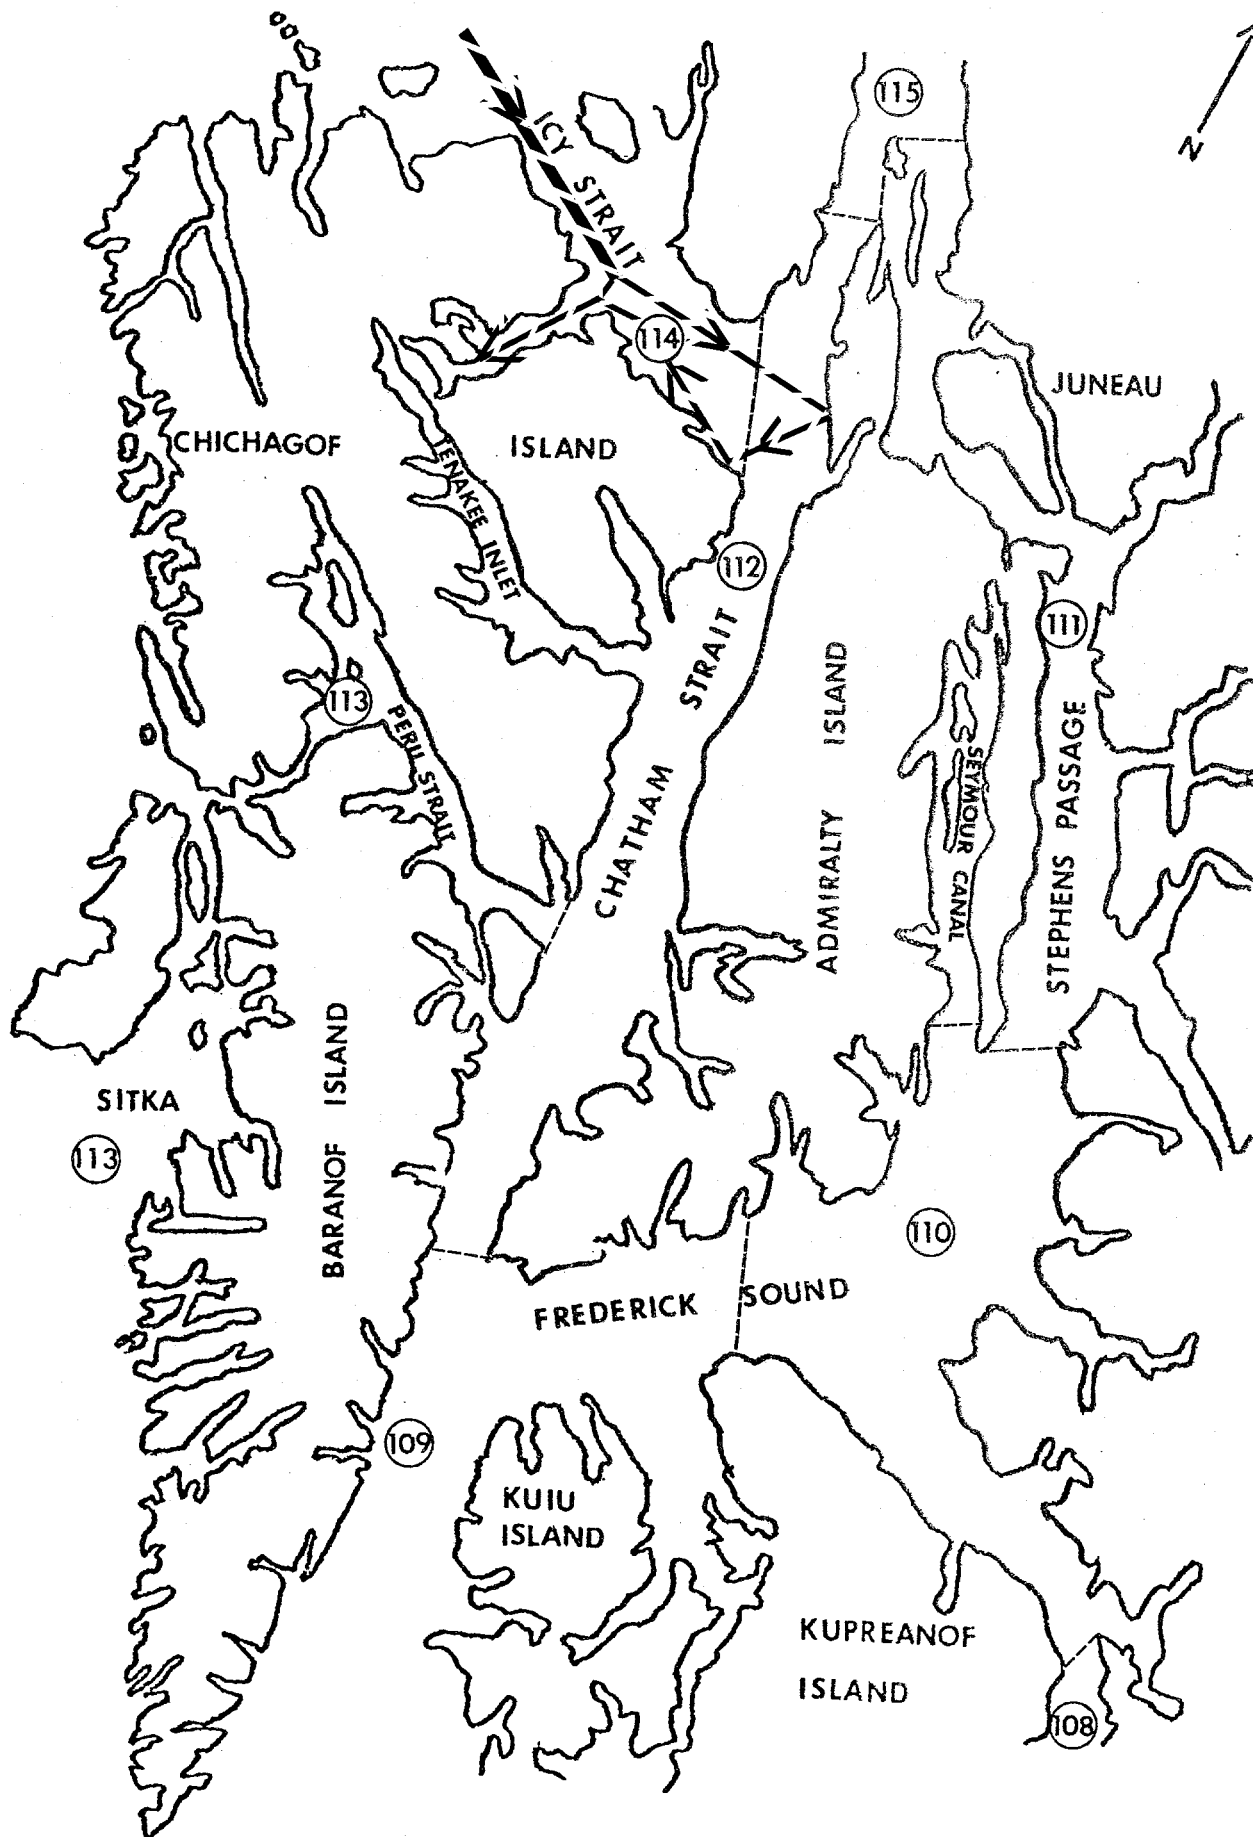 115
N
ICY STRAIT
114
JUNEAU
CHICHAGOF ISLAND
TENAKEE INLET
112
111
113
PERIL STRAIT
CHATHAM STRAIT
ADMIRALTY ISLAND
SEYMOUR CANAL
STEPHENS PASSAGE
SITKA
113
BARANOF ISLAND
110
FREDERICK SOUND
109
KUIU
ISLAND
KUPREANOF
ISLAND
108